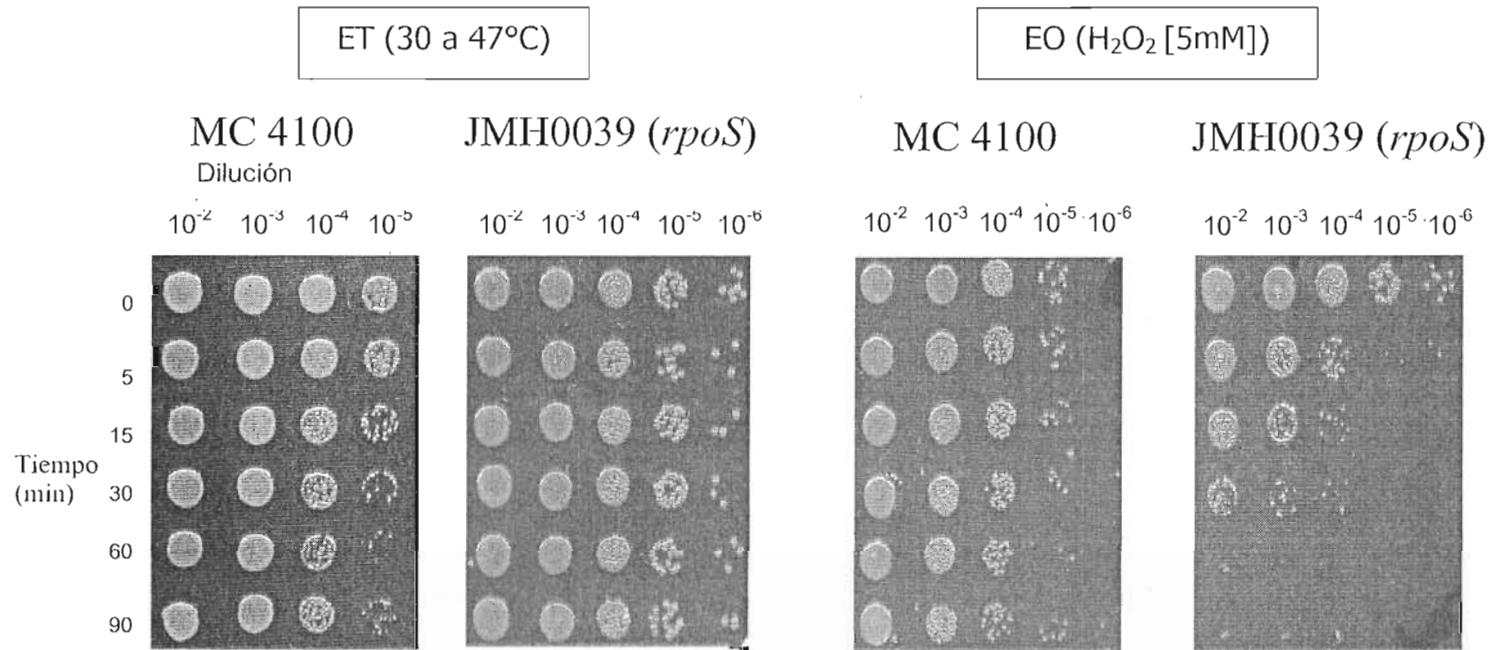 ET (30 a 47°C)
EO (H₂O₂ [5mM])
MC 4100
JMH0039 (rpoS)
MC 4100
JMH0039 (rpoS)
Dilución
10⁻² 10⁻³ 10⁻⁴ 10⁻⁵
10⁻² 10⁻³ 10⁻⁴ 10⁻⁵ 10⁻⁶
10⁻² 10⁻³ 10⁻⁴ 10⁻⁵ 10⁻⁶
10⁻² 10⁻³ 10⁻⁴ 10⁻⁵ 10⁻⁶
0
5
15
Tiempo
(min)
30
60
90